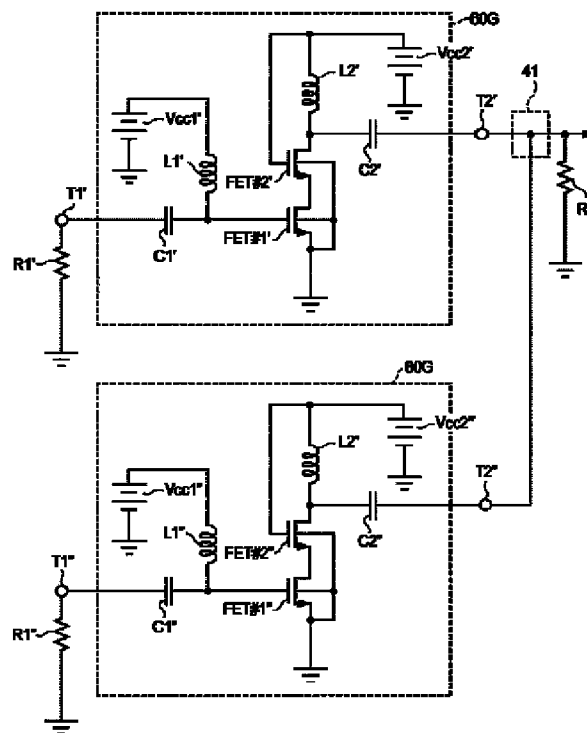 60G
Vcc2'
L2'
41
T2'
Vcc1'
L1'
C2'
FET#2'
T1'
R
FET#1'
R1'
C1'
60G
Vcc2"
L2"
Vcc1"
T2"
L1"
C2"
FET#2"
T1"
FET#1"
R1"
C1"